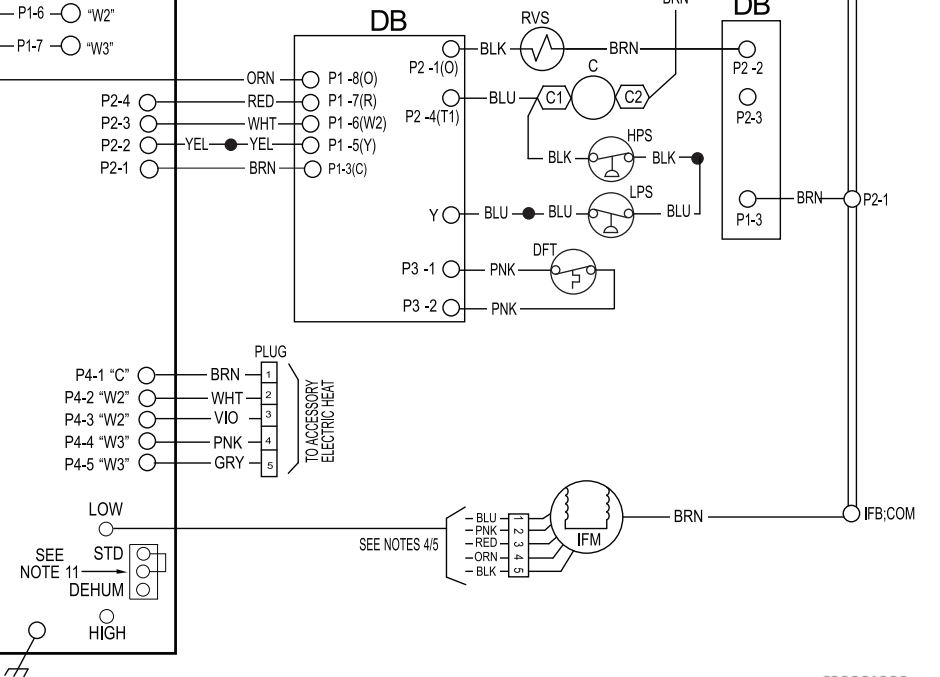 P1-6 "W2"
P1-7 "W3"
DB
RVS
BRN
DB
BLK
BRN
P2 -1(O)
P2 -2
C
ORN
P1 -8(O)
P2-4
RED
P1 -7(R)
BLU
C1
C2
P2 -4(T1)
P2-3
WHT
P1 -6(W2)
P2-3
P2-2
YEL
YEL
P1 -5(Y)
HPS
BLK
BLK
P2-1
BRN
P1-3(C)
LPS
Y
BLU
BLU
BLU
P1-3
BRN
P2-1
DFT
P3 -1
PNK
P3 -2
PNK
PLUG
P4-1 "C"
BRN
1
P4-2 "W2"
WHT
2
P4-3 "W2"
VIO
3
P4-4 "W3"
PNK
4
P4-5 "W3"
GRY
5
TO ACCESSORY
ELECTRIC HEAT
LOW
SEE NOTES 4/5
BLU
1
PNK
2
RED
3
ORN
4
BLK
5
IFM
BRN
IFB;COM
STD
SEE
NOTE 11
DEHUM
HIGH